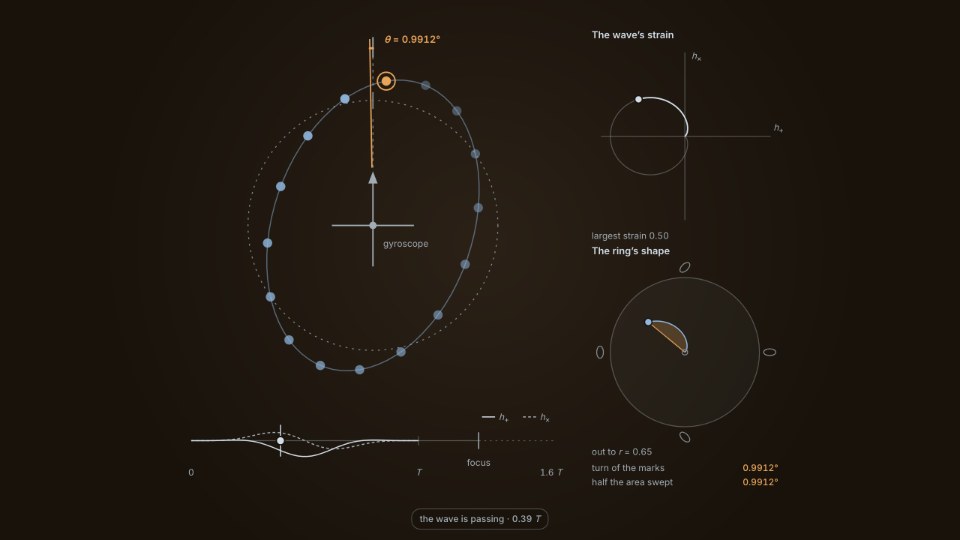 θ = 0.9912°
gyroscope
h₊
h×
0
T
focus
1.6 T
The wave's strain
h×
h₊
largest strain 0.50
The ring's shape
out to r = 0.65
turn of the marks 0.9912°
half the area swept 0.9912°
the wave is passing · 0.39 T